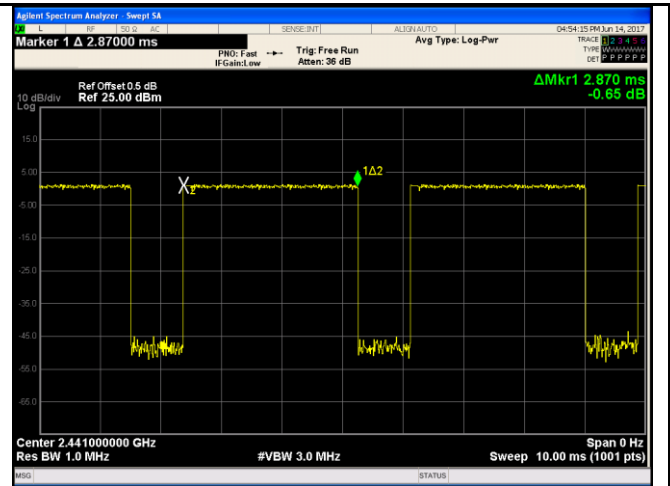 Agilent Spectrum Analyzer - Swept SA
L RF 50 Ω AC SENSE:INT ALIGN AUTO 04:54:15 PM Jun 14, 2017
Marker 1 Δ 2.87000 ms
PNO: Fast
IFGain:Low
Trig: Free Run
Atten: 36 dB
Avg Type: Log-Pwr
TRACE 1 2 3 4 5 6
TYPE W
DET P P P P P P
Ref Offset 0.5 dB
10 dB/div Ref 25.00 dBm
Log
ΔMkr1 2.870 ms
-0.65 dB
15.0
5.00
-5.00
-15.0
-25.0
-35.0
-45.0
-55.0
-65.0
1Δ2
X2
Center 2.441000000 GHz
Res BW 1.0 MHz
#VBW 3.0 MHz
Span 0 Hz
Sweep 10.00 ms (1001 pts)
MSG STATUS